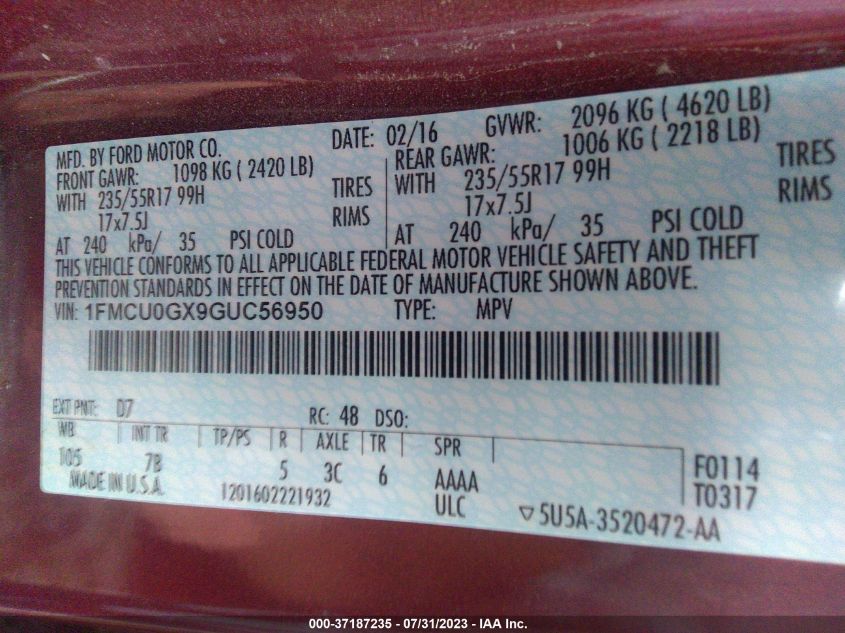 MFD. BY FORD MOTOR CO. DATE: 02/16 GVWR: 2096 KG ( 4620 LB)
FRONT GAWR: 1098 KG ( 2420 LB) REAR GAWR: 1006 KG ( 2218 LB)
WITH 235/55R17 99H TIRES WITH 235/55R17 99H TIRES
17x7.5J RIMS 17x7.5J RIMS
AT 240 kPa/ 35 PSI COLD AT 240 kPa/ 35 PSI COLD
THIS VEHICLE CONFORMS TO ALL APPLICABLE FEDERAL MOTOR VEHICLE SAFETY AND THEFT
PREVENTION STANDARDS IN EFFECT ON THE DATE OF MANUFACTURE SHOWN ABOVE.
VIN: 1FMCU0GX9GUC56950 TYPE: MPV
EXT PNT: D7 RC: 48 DSO:
WB INT TR TP/PS R AXLE TR SPR
105 7B 5 3C 6 AAAA F0114
MADE IN U.S.A. 1201602221932 ULC T0317
▽5U5A-3520472-AA
000-37187235 - 07/31/2023 - IAA Inc.